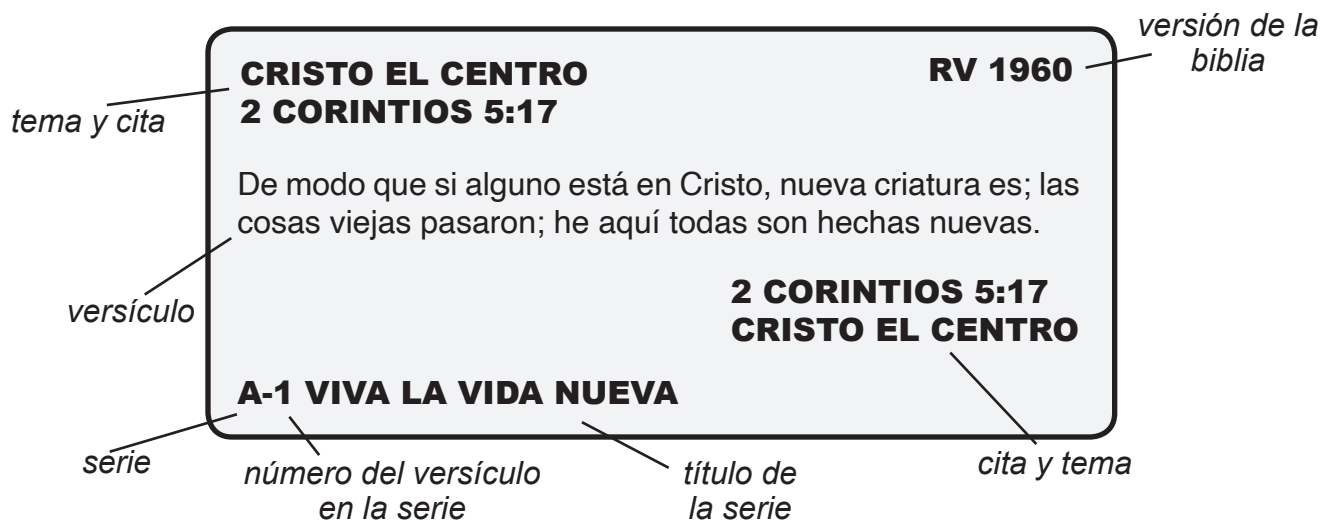 versión de la
biblia
CRISTO EL CENTRO
RV 1960
2 CORINTIOS 5:17
tema y cita
De modo que si alguno está en Cristo, nueva criatura es; las
cosas viejas pasaron; he aquí todas son hechas nuevas.
versículo
2 CORINTIOS 5:17
CRISTO EL CENTRO
A-1 VIVA LA VIDA NUEVA
serie
número del versículo
en la serie
título de
la serie
cita y tema